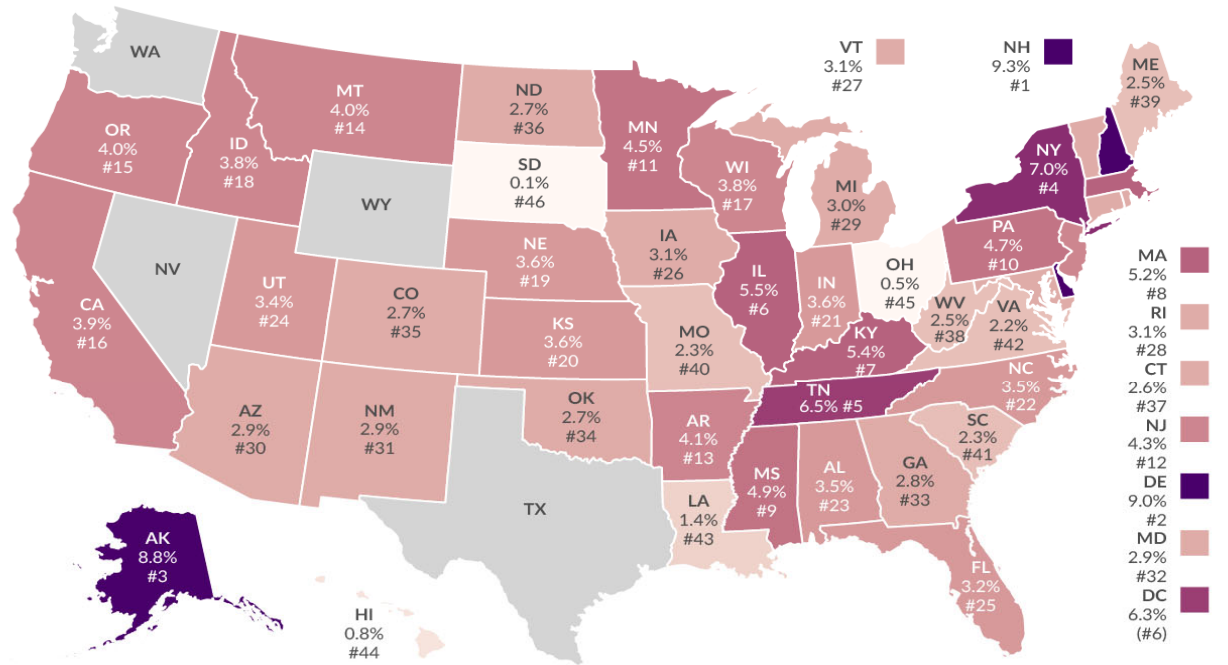 WA
VT
3.1%
#27
NH
9.3%
#1
ME
2.5%
#39
MT
4.0%
#14
ND
2.7%
#36
OR
4.0%
#15
ID
3.8%
#18
MN
4.5%
#11
SD
0.1%
#46
WI
3.8%
#17
NY
7.0%
#4
MI
3.0%
#29
WY
PA
4.7%
#10
NE
3.6%
#19
IA
3.1%
#26
NV
UT
3.4%
#24
CO
2.7%
#35
IL
5.5%
#6
IN
3.6%
#21
OH
0.5%
#45
MA
5.2%
#8
CA
3.9%
#16
WV
2.5%
#38
VA
2.2%
#42
RI
3.1%
#28
KS
3.6%
#20
MO
2.3%
#40
KY
5.4%
#7
CT
2.6%
#37
NC
3.5%
#22
TN
6.5% #5
AZ
2.9%
#30
NM
2.9%
#31
OK
2.7%
#34
AR
4.1%
#13
SC
2.3%
#41
NJ
4.3%
#12
MS
4.9%
#9
AL
3.5%
#23
GA
2.8%
#33
DE
9.0%
#2
TX
LA
1.4%
#43
AK
8.8%
#3
MD
2.9%
#32
FL
3.2%
#25
DC
6.3%
(#6)
HI
0.8%
#44